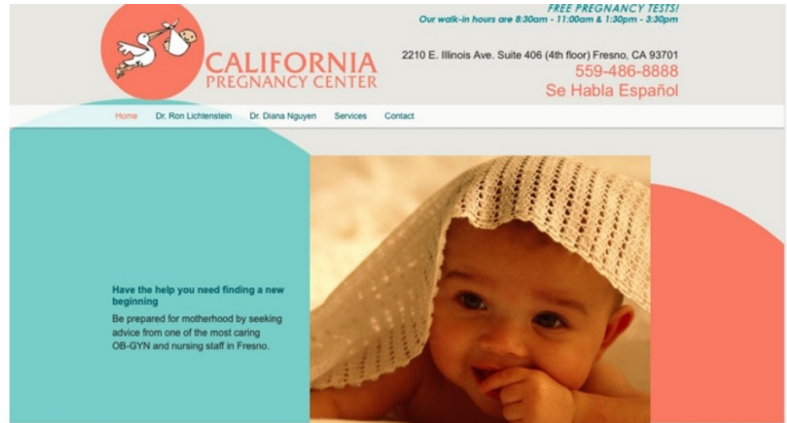 FREE PREGNANCY TESTS!
Our walk-in hours are 8:30am - 11:00am & 1:30pm - 3:30pm
2210 E. Illinois Ave. Suite 406 (4th floor) Fresno, CA 93701
559-486-8888
Se Habla Español
CALIFORNIA
PREGNANCY CENTER
Home Dr. Ron Lichtenstein Dr. Diana Nguyen Services Contact
Have the help you need finding a new
beginning
Be prepared for motherhood by seeking
advice from one of the most caring
OB-GYN and nursing staff in Fresno.